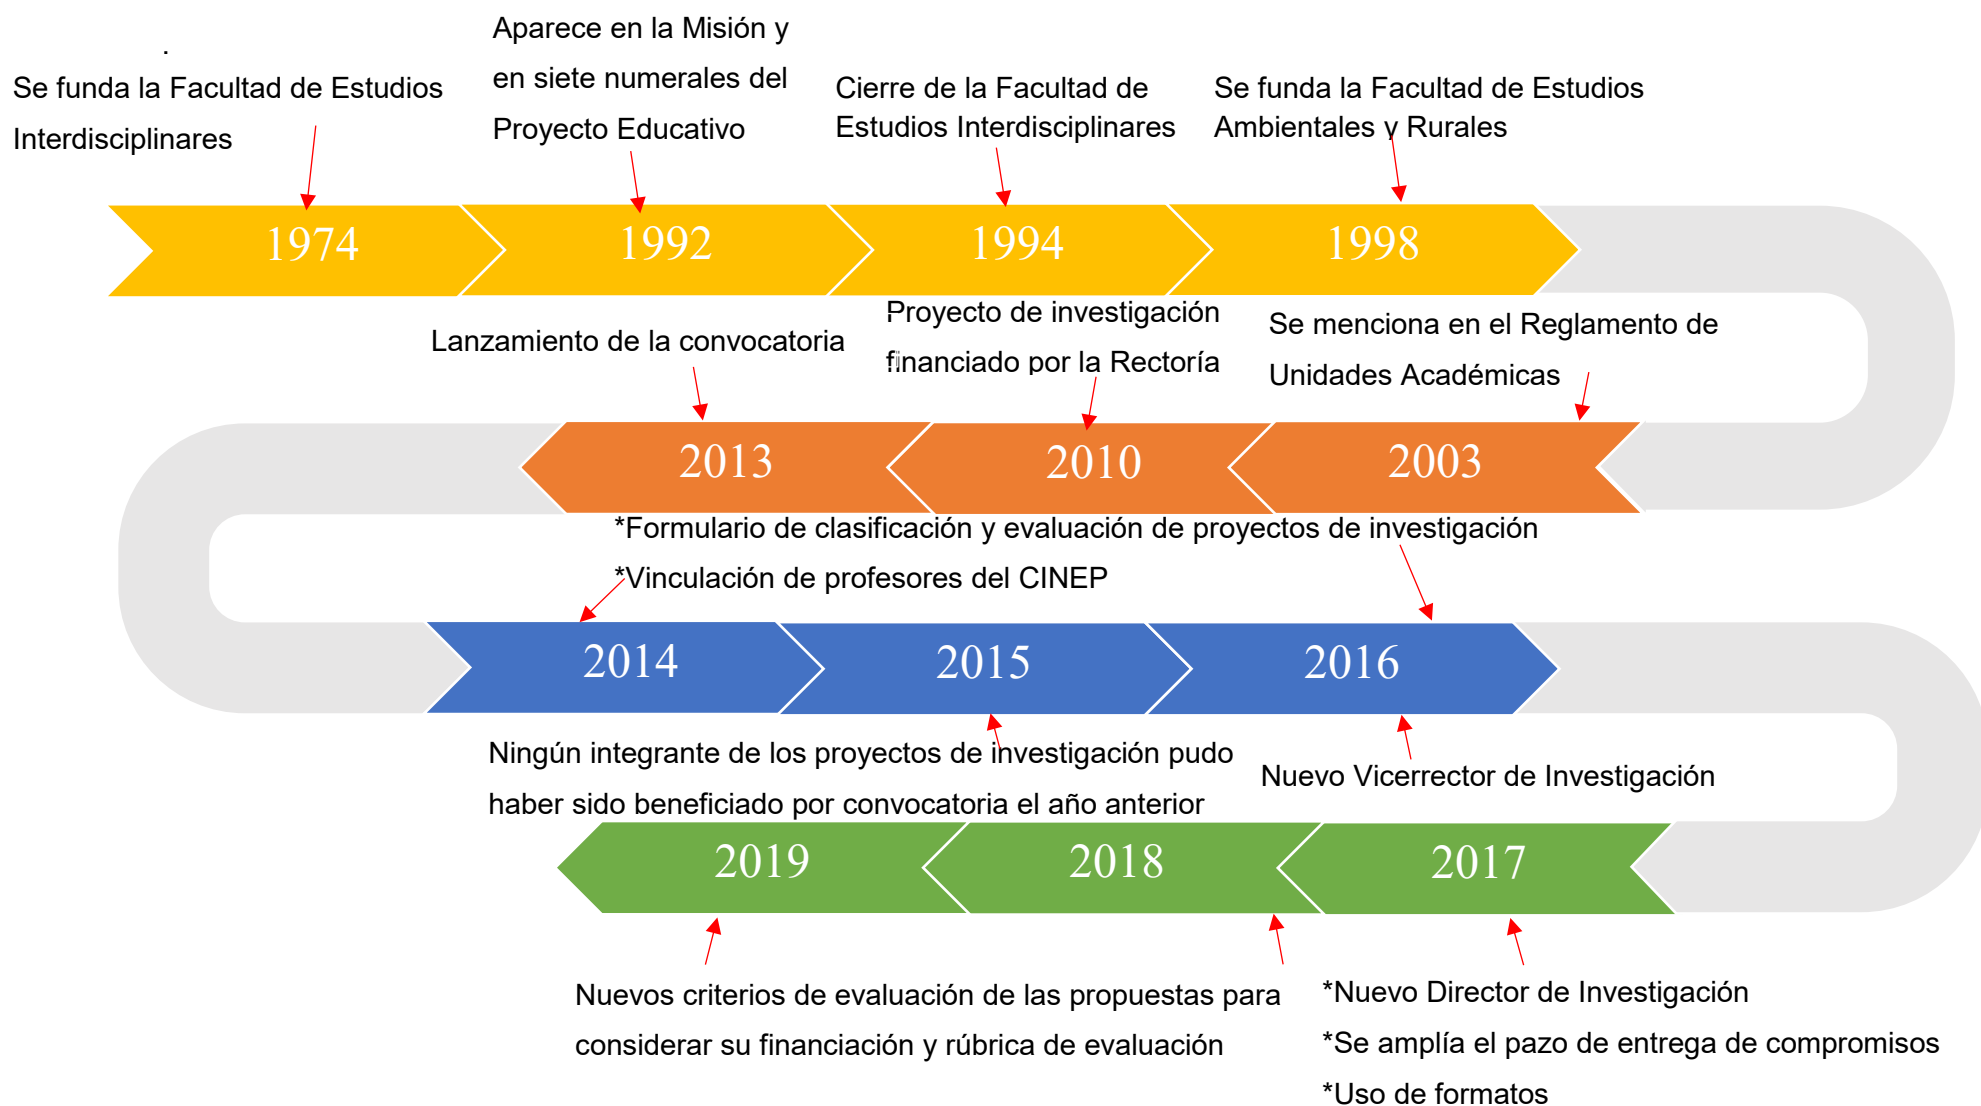 .
Se funda la Facultad de Estudios
Interdisciplinares
Aparece en la Misión y
en siete numerales del
Proyecto Educativo
Cierre de la Facultad de
Estudios Interdisciplinares
Se funda la Facultad de Estudios
Ambientales y Rurales
1974
1992
1994
1998
Lanzamiento de la convocatoria
Proyecto de investigación
financiado por la Rectoría
Se menciona en el Reglamento de
Unidades Académicas
2013
2010
2003
*Formulario de clasificación y evaluación de proyectos de investigación
*Vinculación de profesores del CINEP
2014
2015
2016
Ningún integrante de los proyectos de investigación pudo
haber sido beneficiado por convocatoria el año anterior
Nuevo Vicerrector de Investigación
2019
2018
2017
Nuevos criterios de evaluación de las propuestas para
considerar su financiación y rúbrica de evaluación
*Nuevo Director de Investigación
*Se amplía el pazo de entrega de compromisos
*Uso de formatos